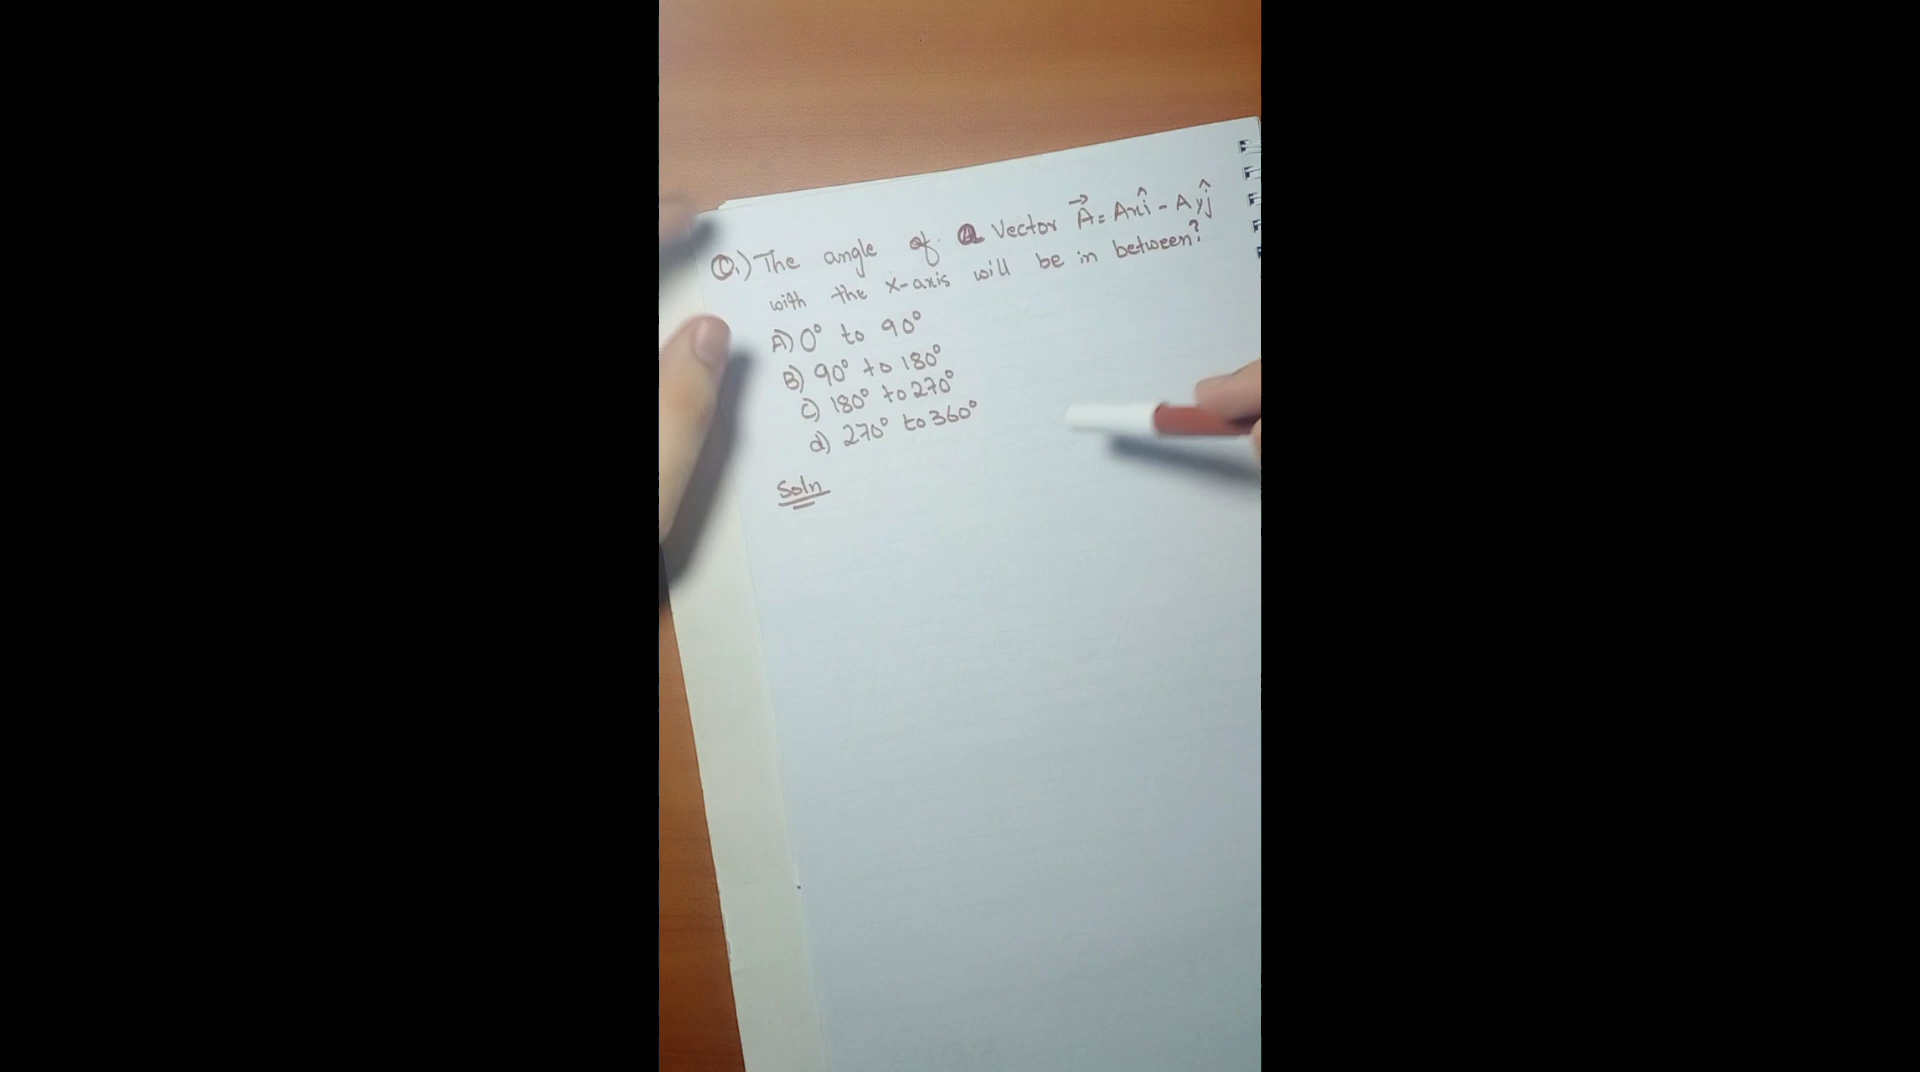 Q.) The angle of a Vector A⃗ = Axî - Ayĵ
with the x-axis will be in between?
A) 0° to 90°
B) 90° to 180°
C) 180° to 270°
d) 270° to 360°
Soln